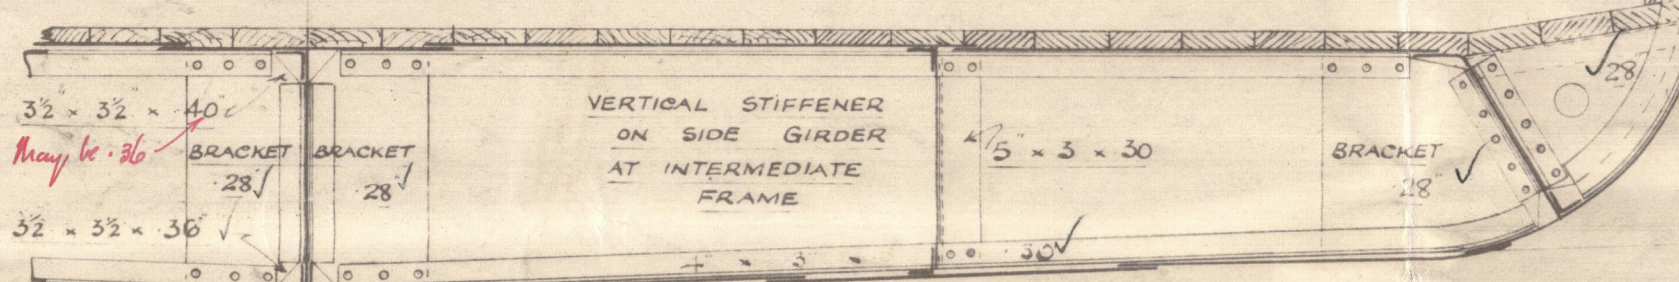 3½ × 3½ × .40"
May be .36
BRACKET
.28"
3½ × 3½ × .36"
BRACKET
.28"
VERTICAL STIFFENER
ON SIDE GIRDER
AT INTERMEDIATE
FRAME
5" × 3 × 30
.30
BRACKET
.28"
.28"